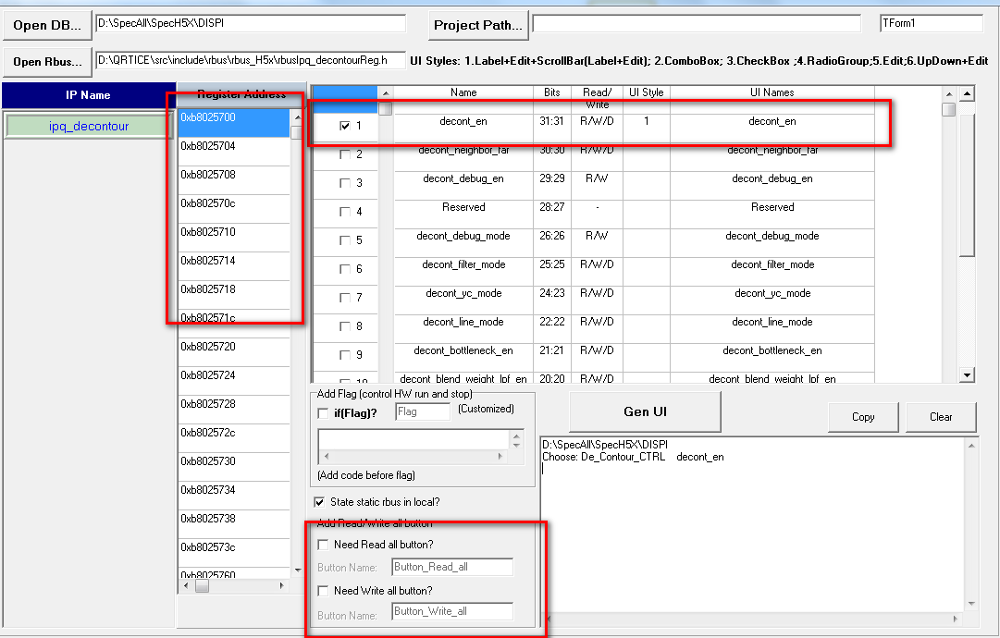 Open DB... D:\SpecAll\SpecH5X\DISPI Project Path... TForm1
Open Rbus... D:\QRTICE\src\include\rbus\rbus_H5x\rbusIpq_decontourReg.h UI Styles: 1.Label+Edit+ScrollBar(Label+Edit); 2.ComboBox; 3.CheckBox ;4.RadioGroup;5.Edit;6.UpDown+Edit
IP Name Register Address Name Bits Read/Write UI Style UI Names
ipq_decontour
0xb8025700
0xb8025704
0xb8025708
0xb802570c
0xb8025710
0xb8025714
0xb8025718
0xb802571c
0xb8025720
0xb8025724
0xb8025728
0xb802572c
0xb8025730
0xb8025734
0xb8025738
0xb802573c
0xb8025760
1 decont_en 31:31 R/W/D 1 decont_en
2 decont_neighbor_far 30:30 R/W/D decont_neighbor_far
3 decont_debug_en 29:29 R/W decont_debug_en
4 Reserved 28:27 - Reserved
5 decont_debug_mode 26:26 R/W decont_debug_mode
6 decont_filter_mode 25:25 R/W/D decont_filter_mode
7 decont_yc_mode 24:23 R/W/D decont_yc_mode
8 decont_line_mode 22:22 R/W/D decont_line_mode
9 decont_bottleneck_en 21:21 R/W/D decont_bottleneck_en
10 decont_blend_weight_lpf_en 20:20 R/W/D decont_blend_weight_lpf_en
Add Flag (control HW run and stop)
if(Flag)? Flag (Customized)
(Add code before flag)
State static rbus in local?
Add Read/Write all button
Need Read all button?
Button Name: Button_Read_all
Need Write all button?
Button Name: Button_Write_all
Gen UI Copy Clear
D:\SpecAll\SpecH5X\DISPI
Choose: De_Contour_CTRL decont_en